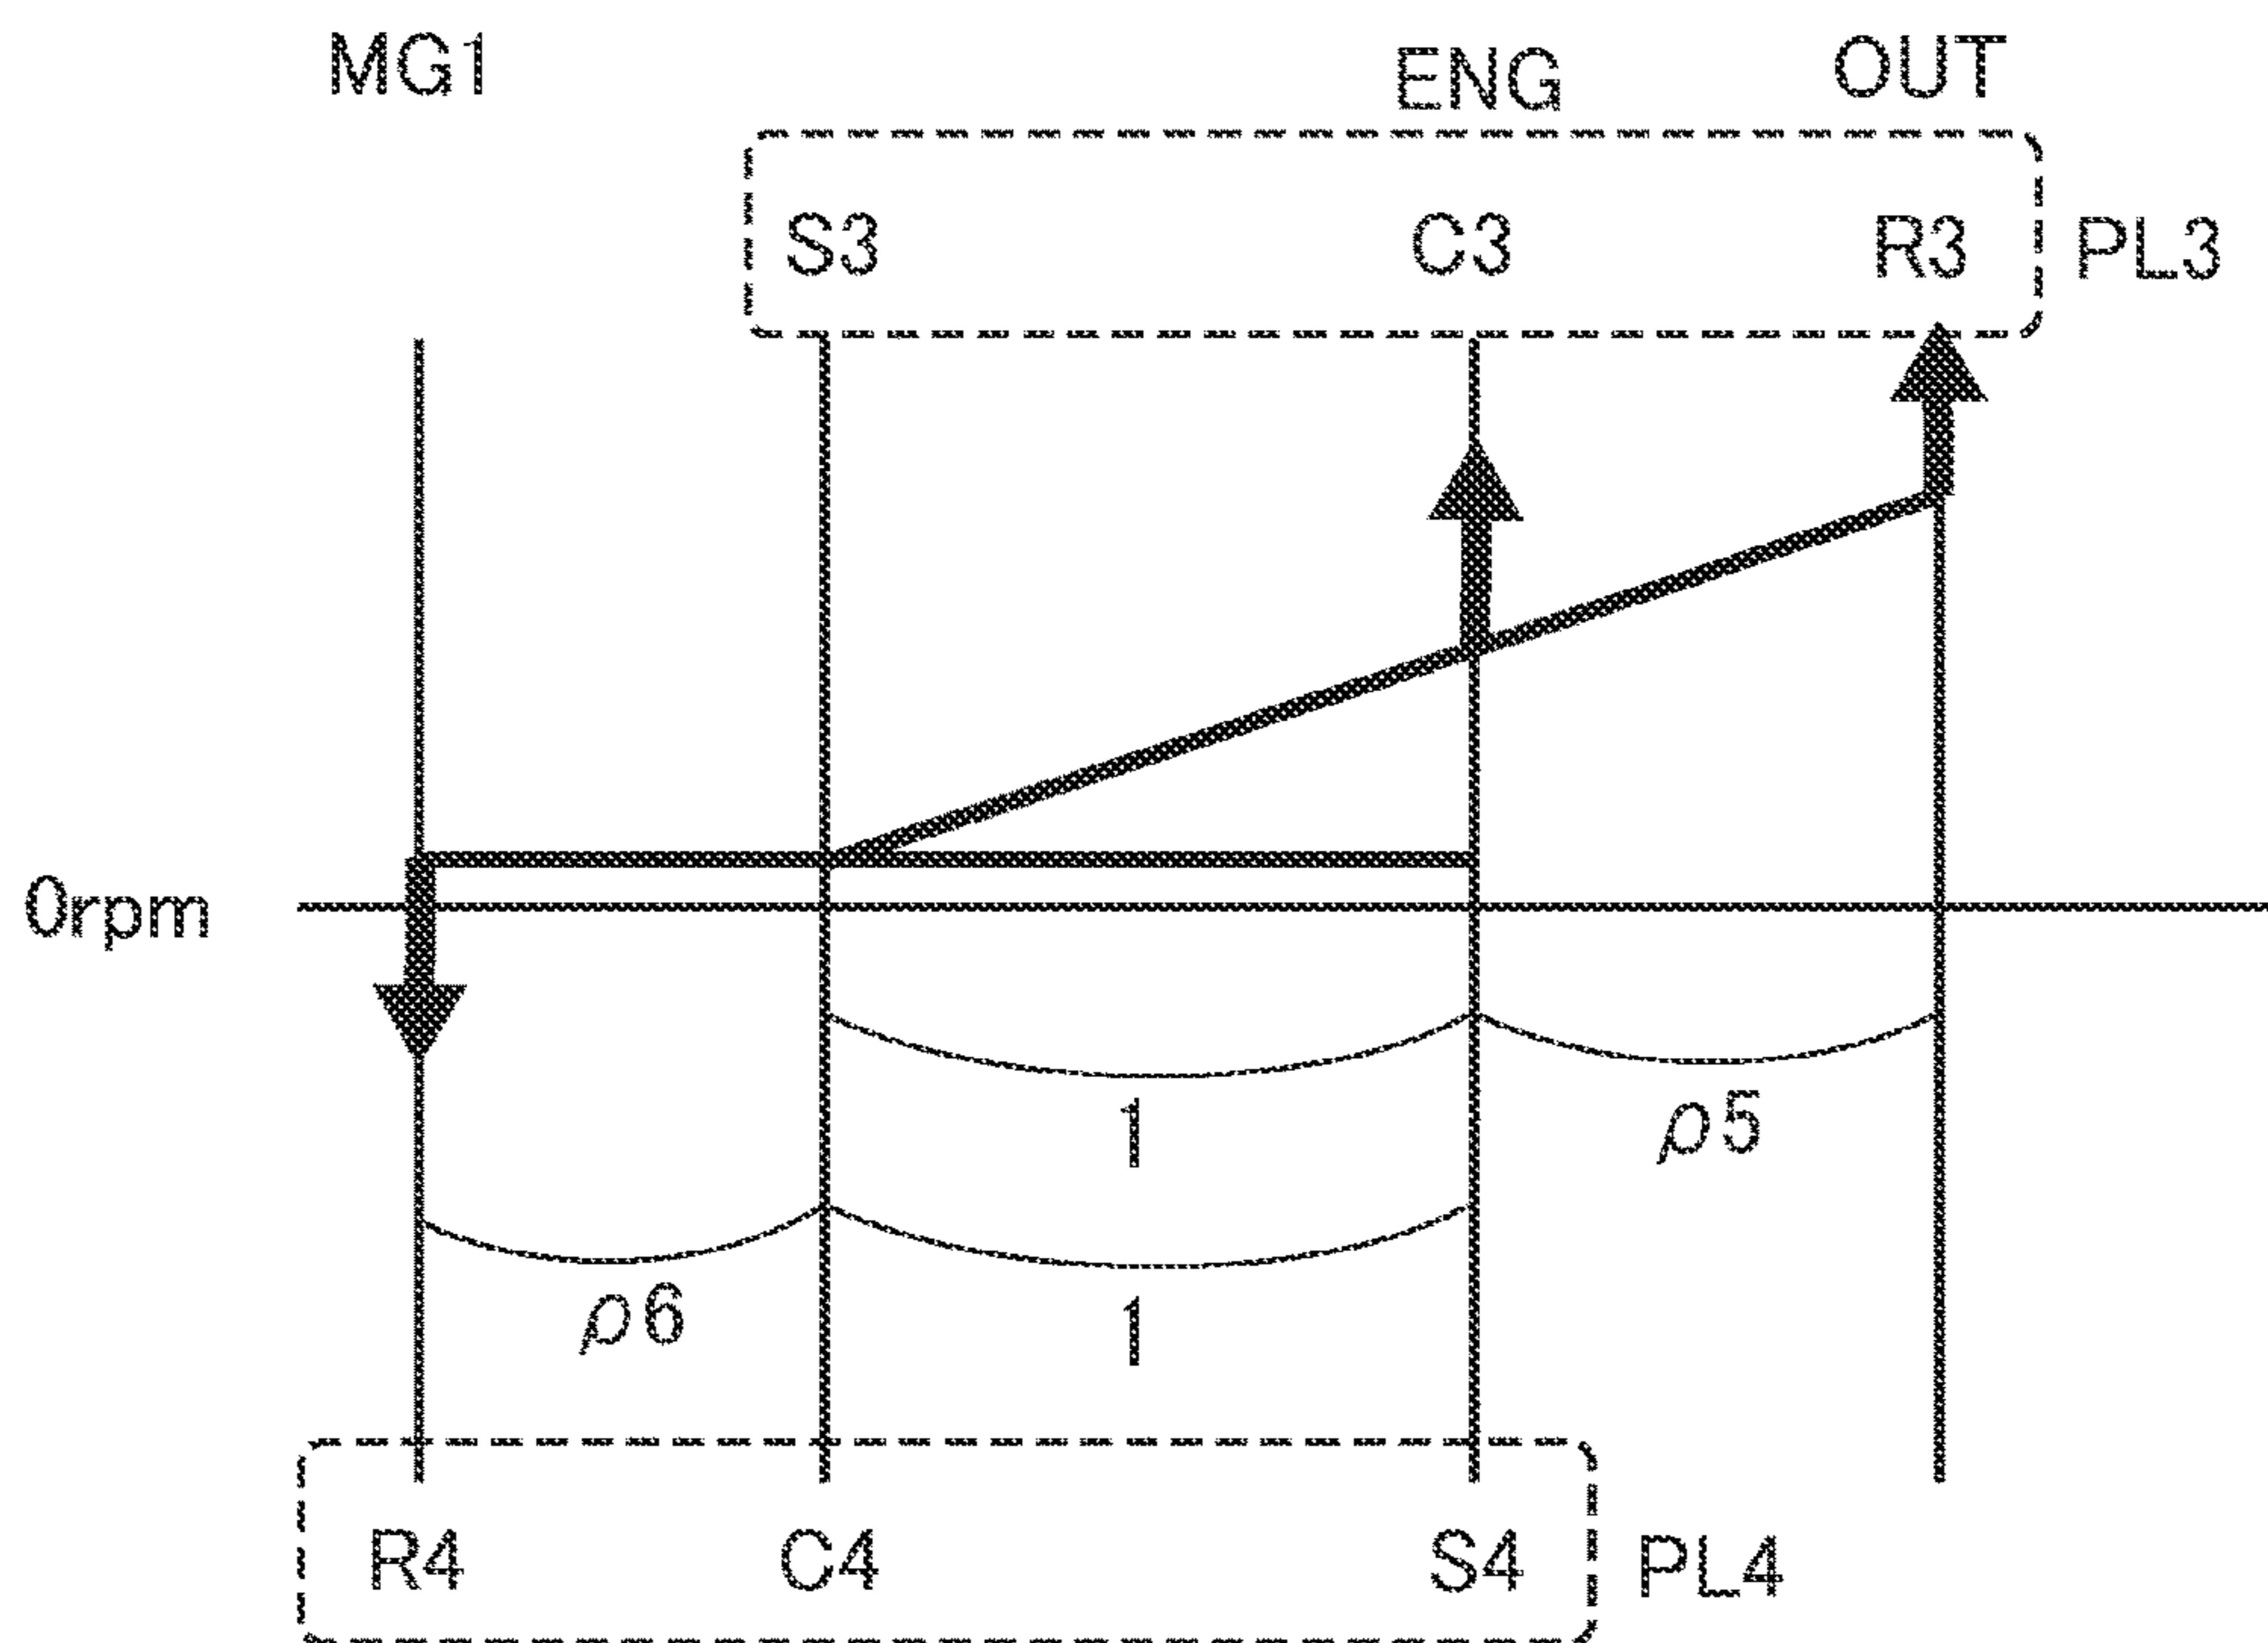 MG1 ENG OUT
S3 C3 R3 PL3
0rpm
1 ρ5
ρ6 1
R4 C4 S4 PL4